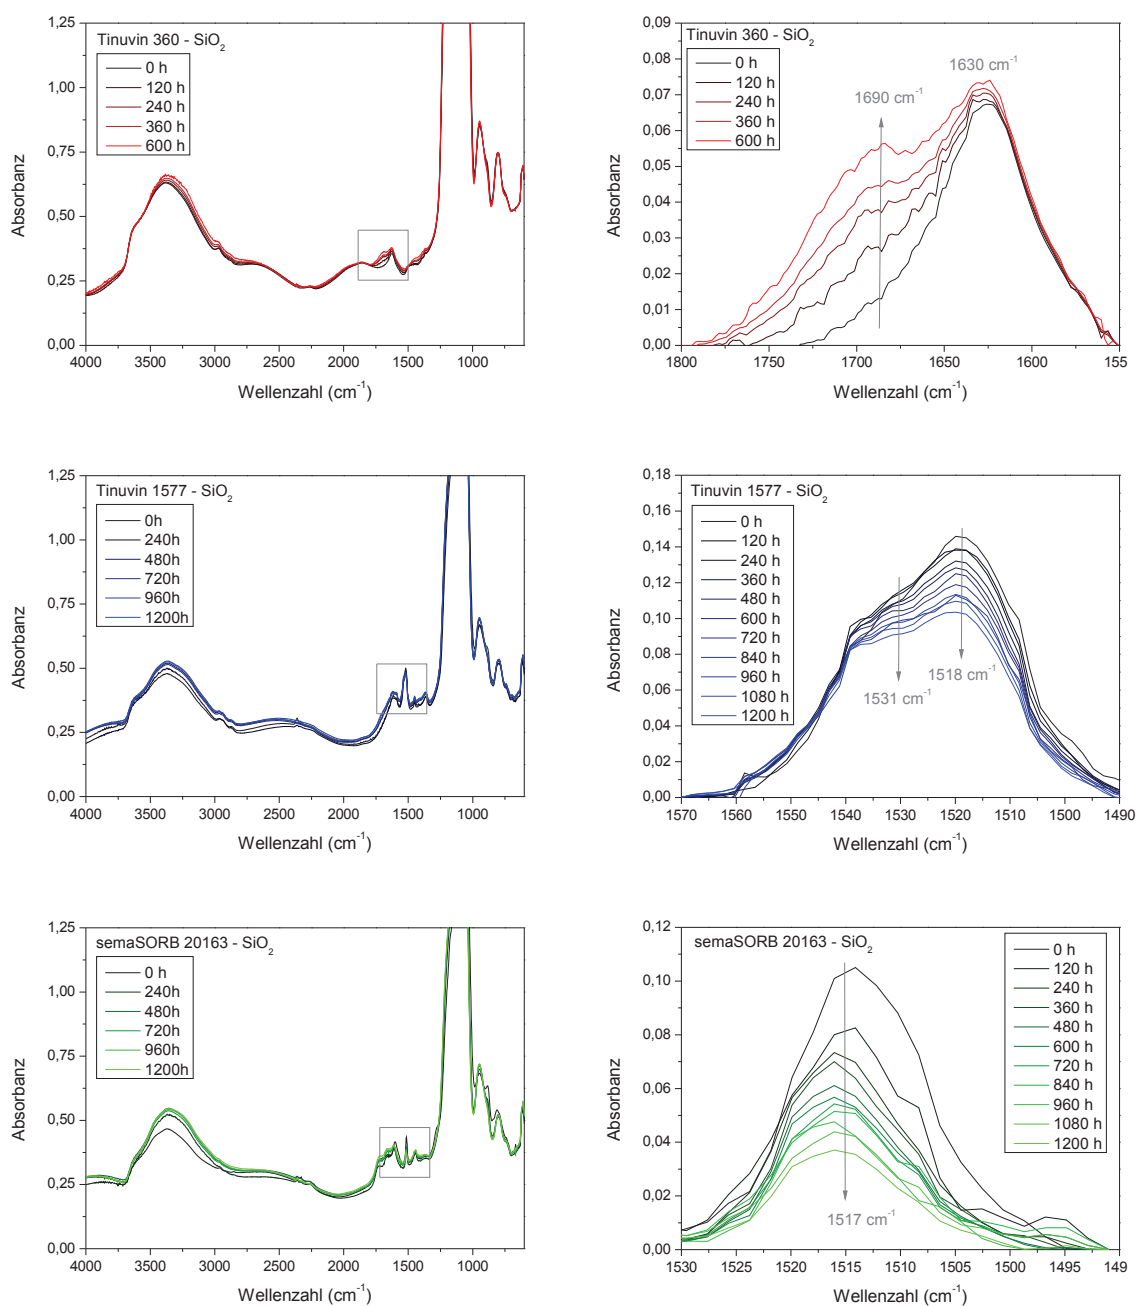 Tinuvin 360 - SiO₂
0 h
120 h
240 h
360 h
600 h
Absorbanz
1,25
1,00
0,75
0,50
0,25
0,00
4000 3500 3000 2500 2000 1500 1000
Wellenzahl (cm⁻¹)
Tinuvin 360 - SiO₂
0 h
120 h
240 h
360 h
600 h
1690 cm⁻¹
1630 cm⁻¹
Absorbanz
0,09
0,08
0,07
0,06
0,05
0,04
0,03
0,02
0,01
0,00
1800 1750 1700 1650 1600 155
Wellenzahl (cm⁻¹)
Tinuvin 1577 - SiO₂
0h
240h
480h
720h
960h
1200h
Absorbanz
1,25
1,00
0,75
0,50
0,25
0,00
4000 3500 3000 2500 2000 1500 1000
Wellenzahl (cm⁻¹)
Tinuvin 1577 - SiO₂
0 h
120 h
240 h
360 h
480 h
600 h
720 h
840 h
960 h
1080 h
1200 h
1531 cm⁻¹
1518 cm⁻¹
Absorbanz
0,18
0,16
0,14
0,12
0,10
0,08
0,06
0,04
0,02
0,00
1570 1560 1550 1540 1530 1520 1510 1500 1490
Wellenzahl (cm⁻¹)
semaSORB 20163 - SiO₂
0 h
240h
480h
720h
960h
1200h
Absorbanz
1,25
1,00
0,75
0,50
0,25
0,00
4000 3500 3000 2500 2000 1500 1000
Wellenzahl (cm⁻¹)
semaSORB 20163 - SiO₂
0 h
120 h
240 h
360 h
480 h
600 h
720 h
840 h
960 h
1080 h
1200 h
1517 cm⁻¹
Absorbanz
0,12
0,10
0,08
0,06
0,04
0,02
0,00
1530 1525 1520 1515 1510 1505 1500 1495 149
Wellenzahl (cm⁻¹)